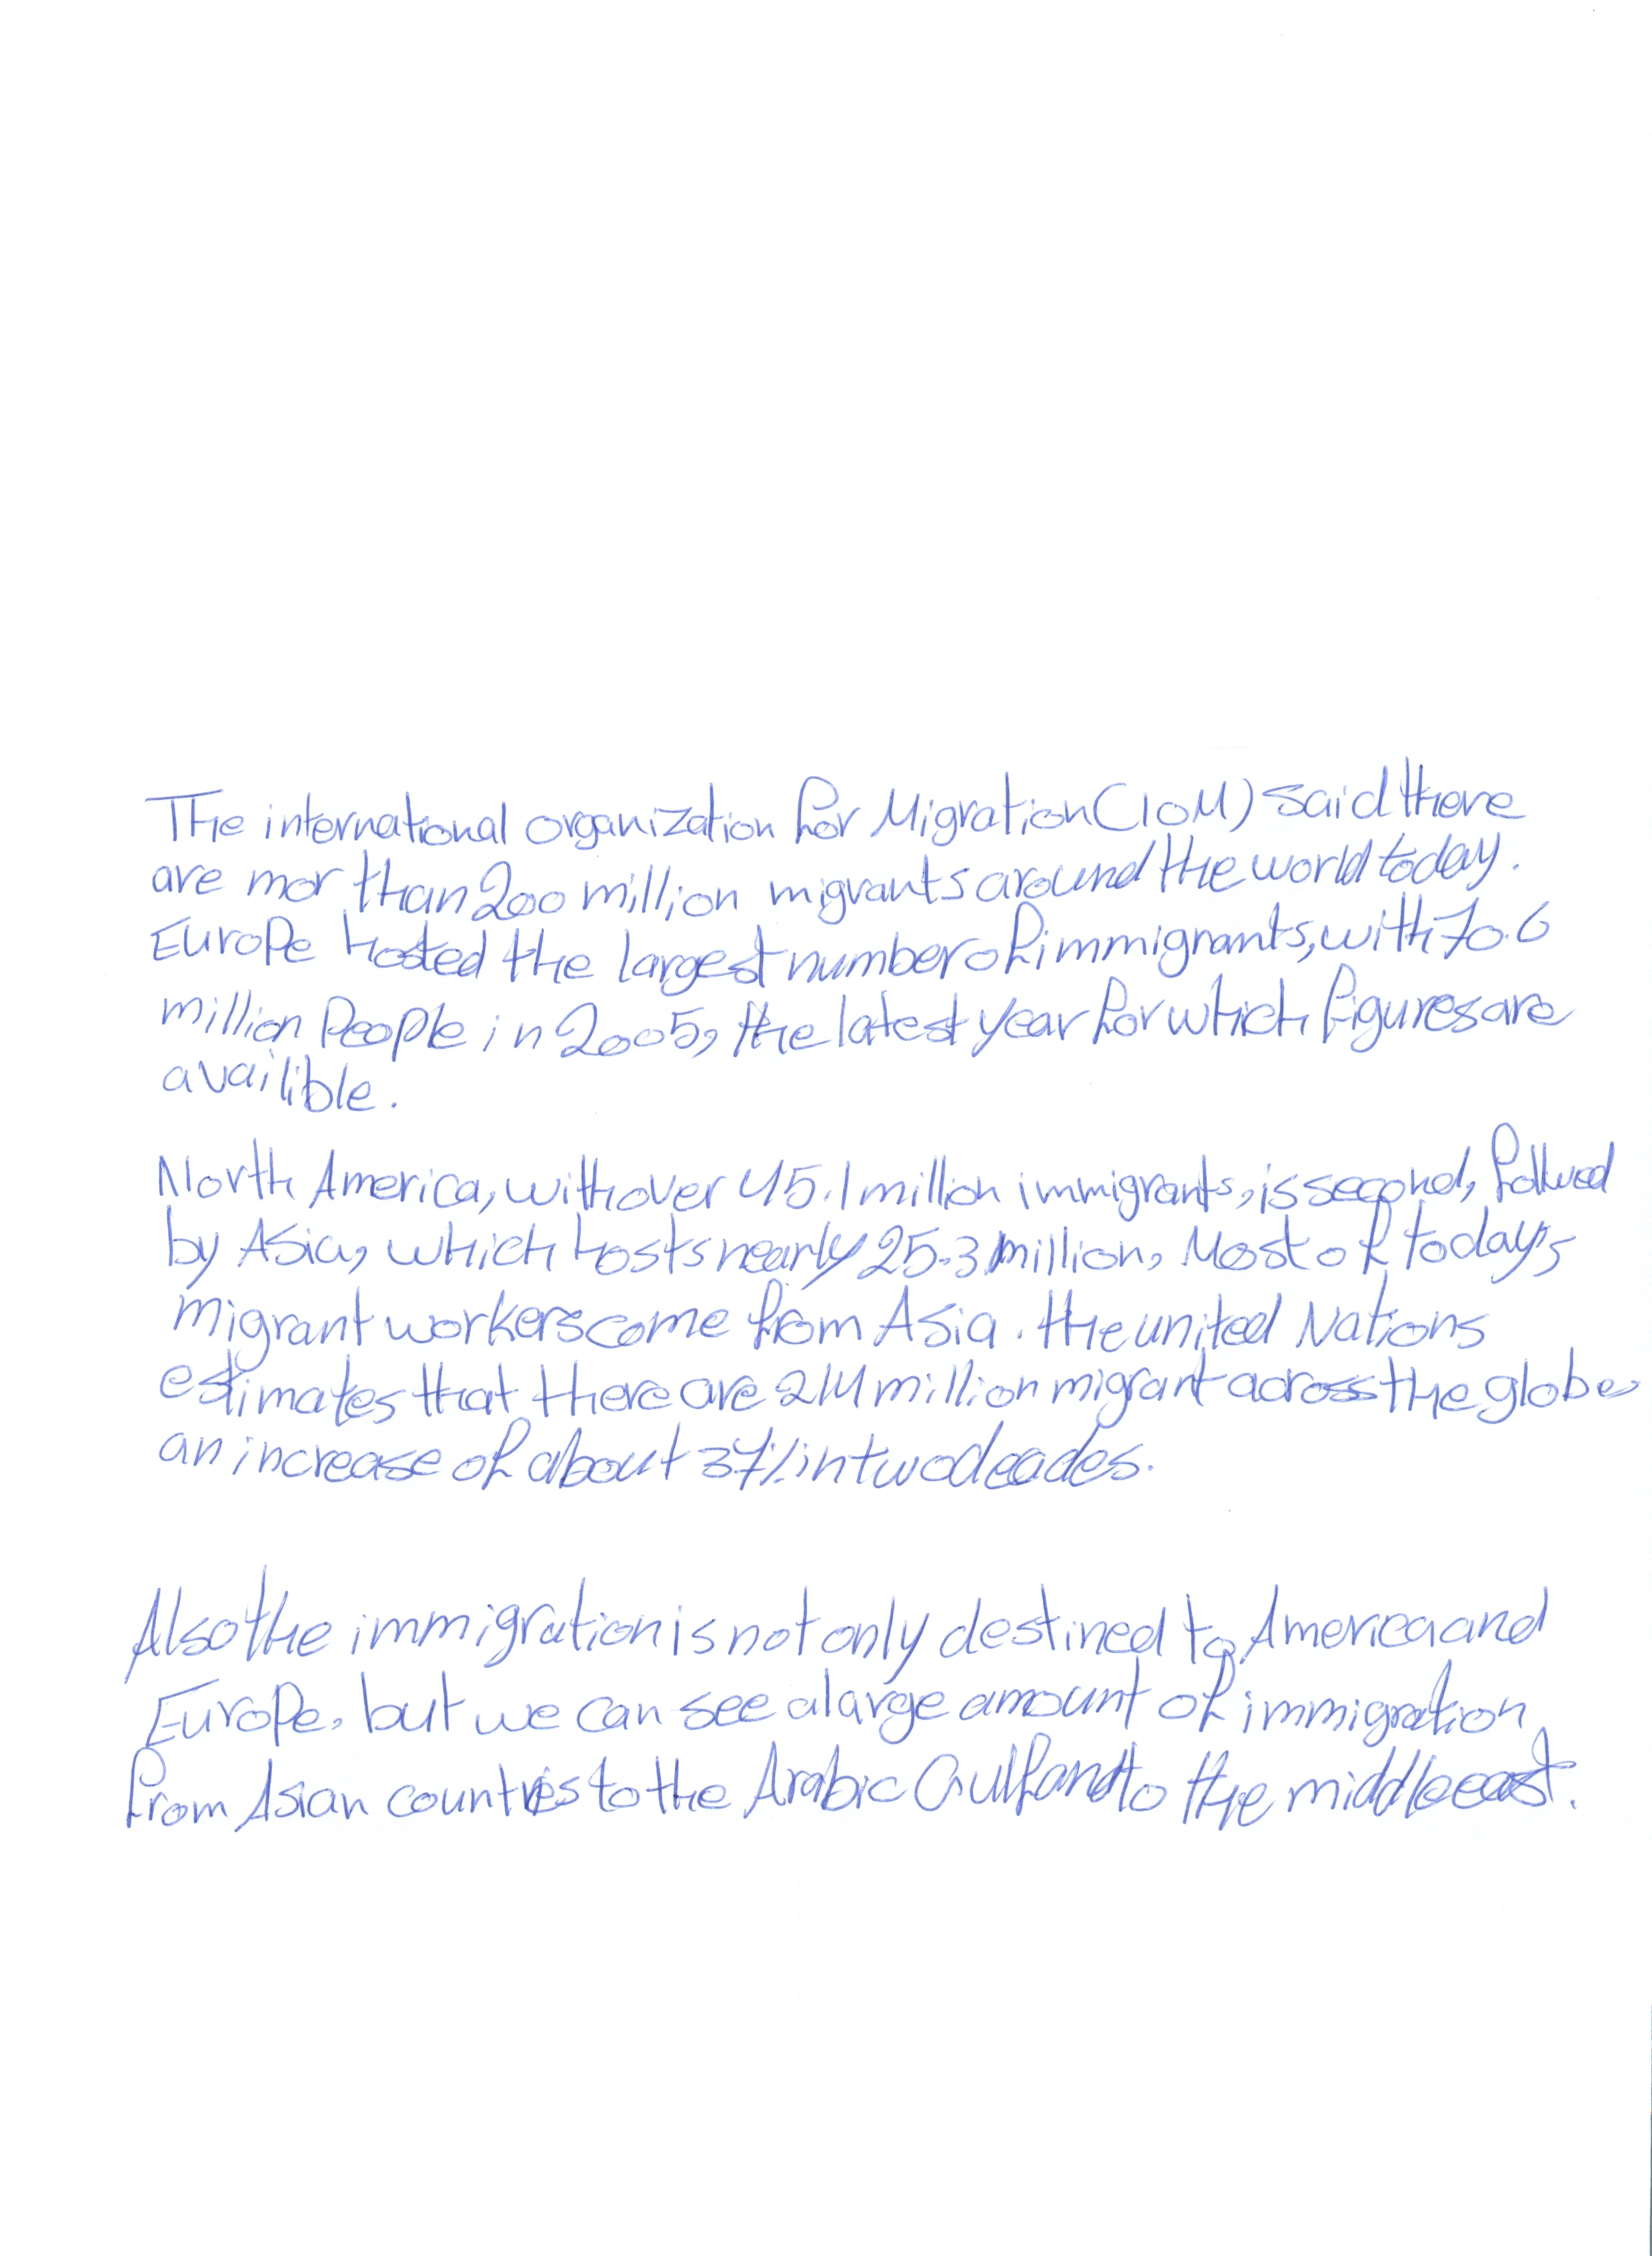 The international organization for Migration (IOM) said there
are mor than 200 million migrants around the world today.
Europe hosted the largest number of immigrants, with 70.6
million People in 2005, the latest year for which figures are
availible.
North America, with over 45.1 million immigrants, is second, follwed
by Asia, which hosts nearly 25.3 million, Most of today's
migrant workers come from Asia. the united Nations
estimates that there are 214 million migrant across the globe,
an increase of about 37% in two decades.
Also the immigration is not only destined to America and
Europe, but we can see a large amount of immigration
from Asian countries to the Arabic Gulf and to the middle east.